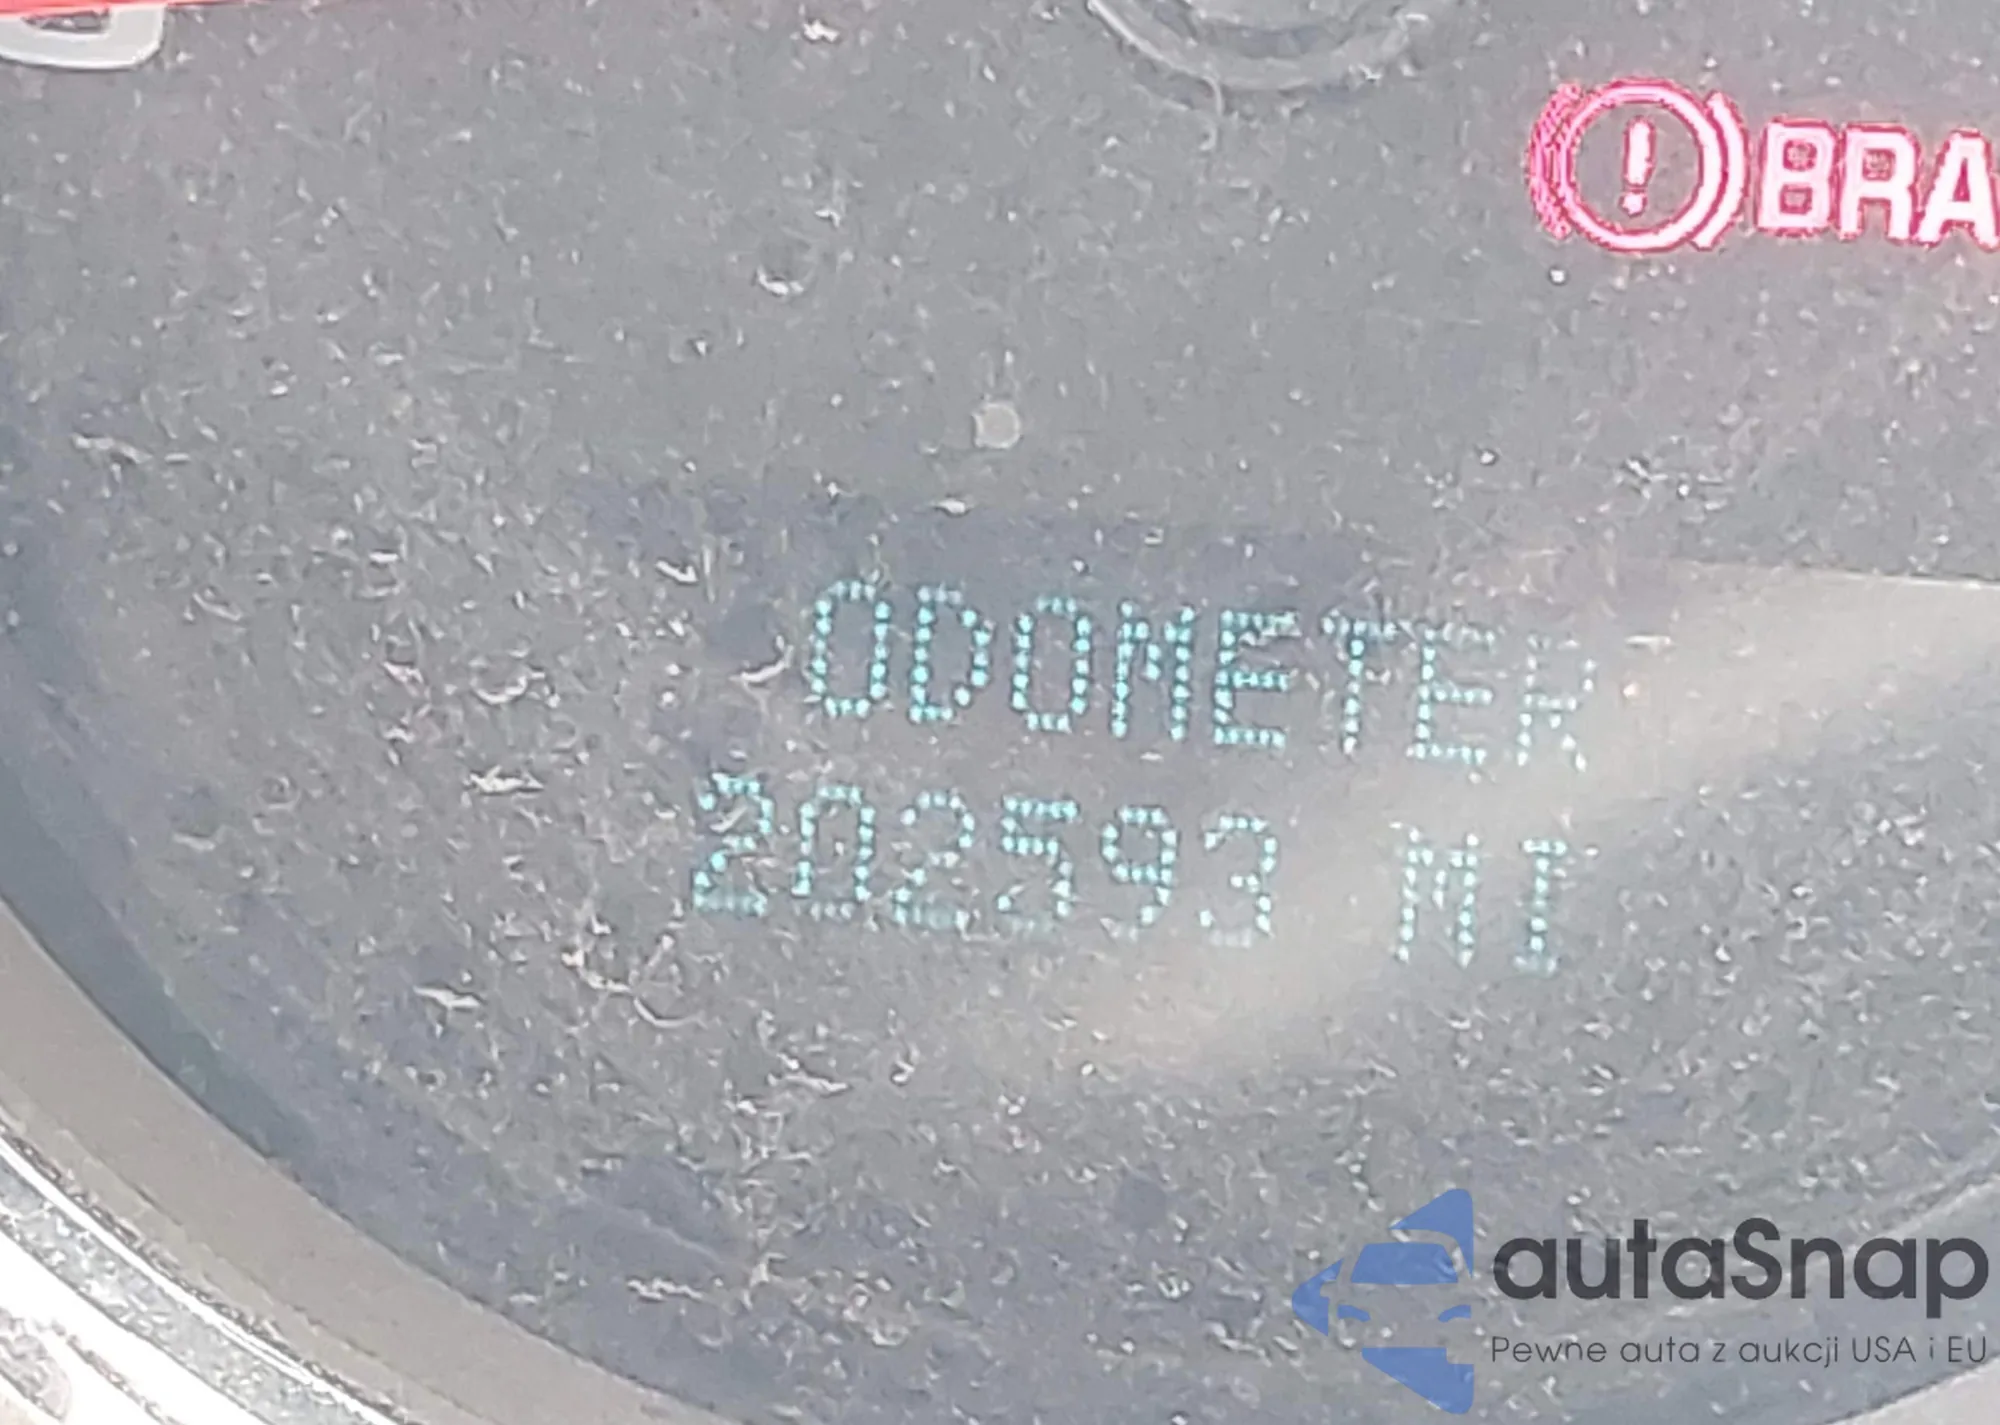 BRA
ODOMETER
202593 MI
autaSnap
Pewne auta z aukcji USA i EU